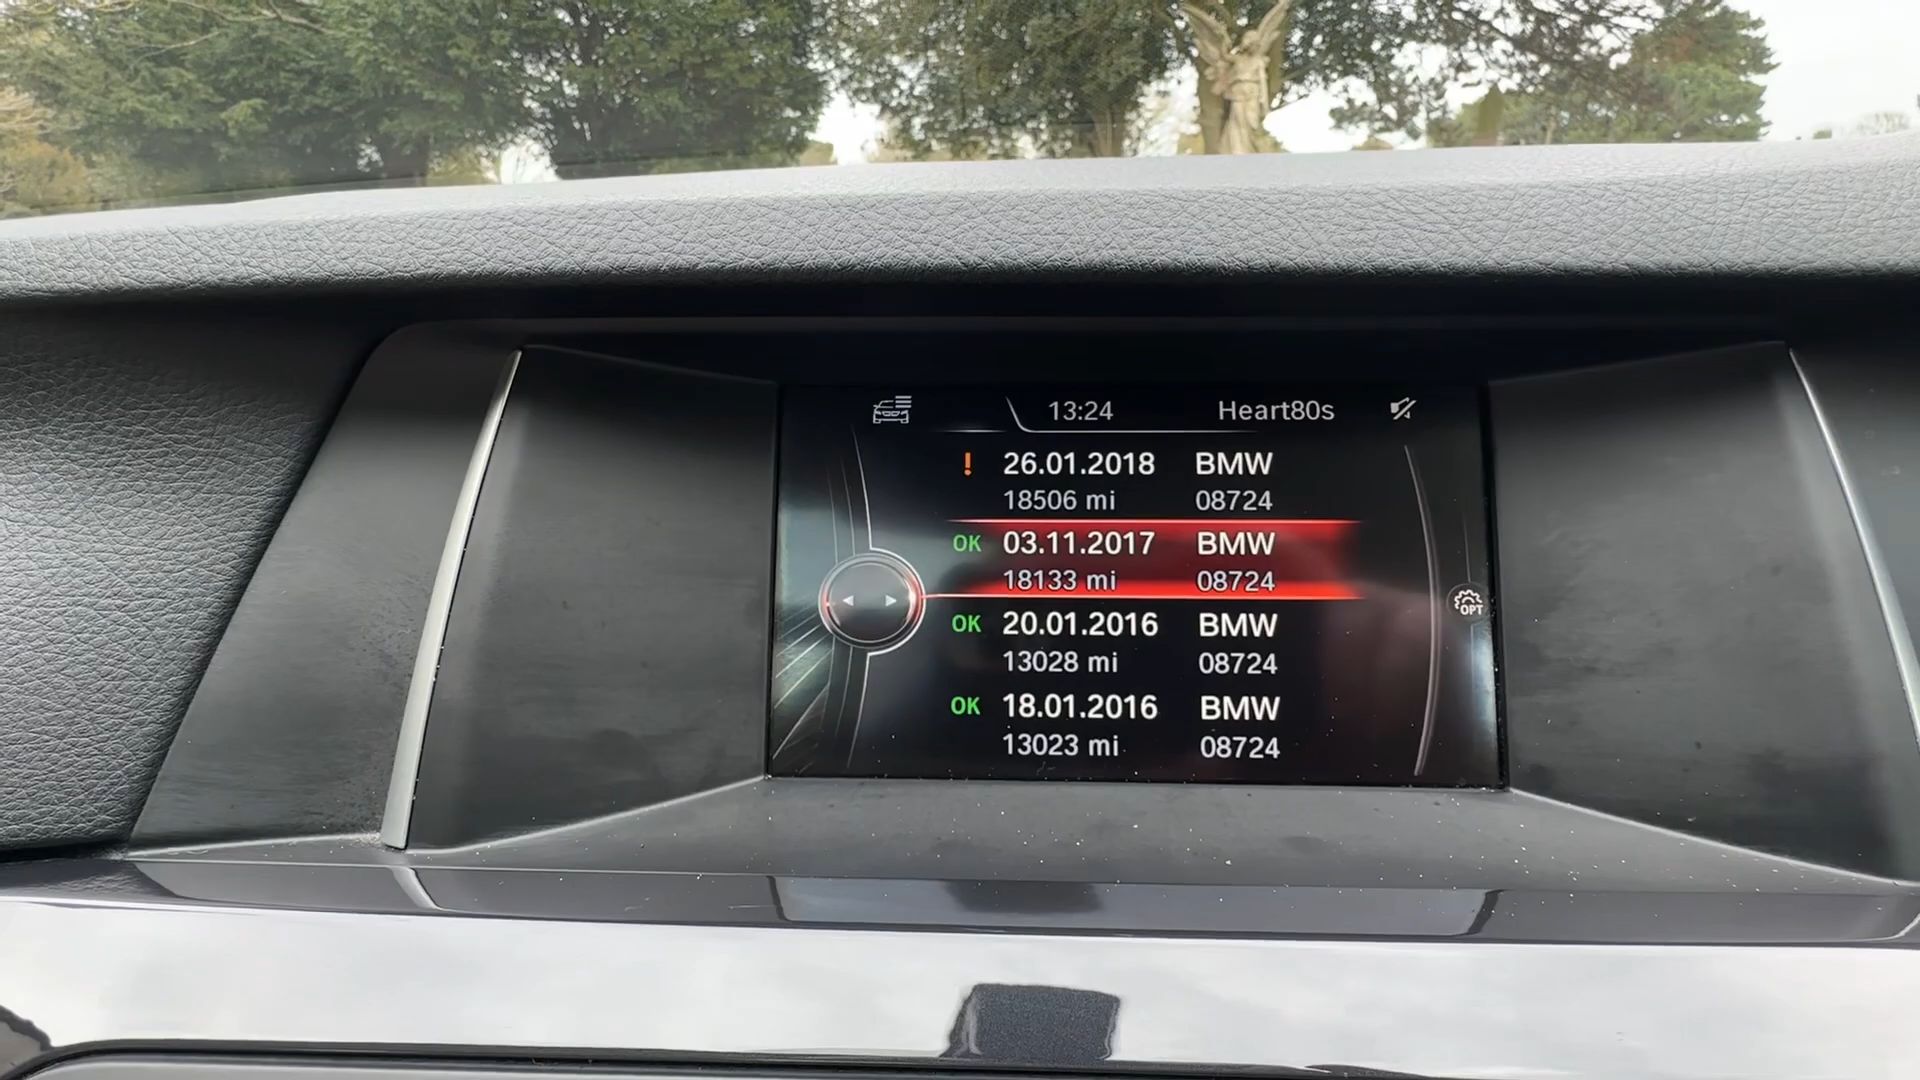 13:24 Heart80s
! 26.01.2018 BMW
18506 mi 08724
OK 03.11.2017 BMW
18133 mi 08724
OK 20.01.2016 BMW
13028 mi 08724
OK 18.01.2016 BMW
13023 mi 08724
OPT